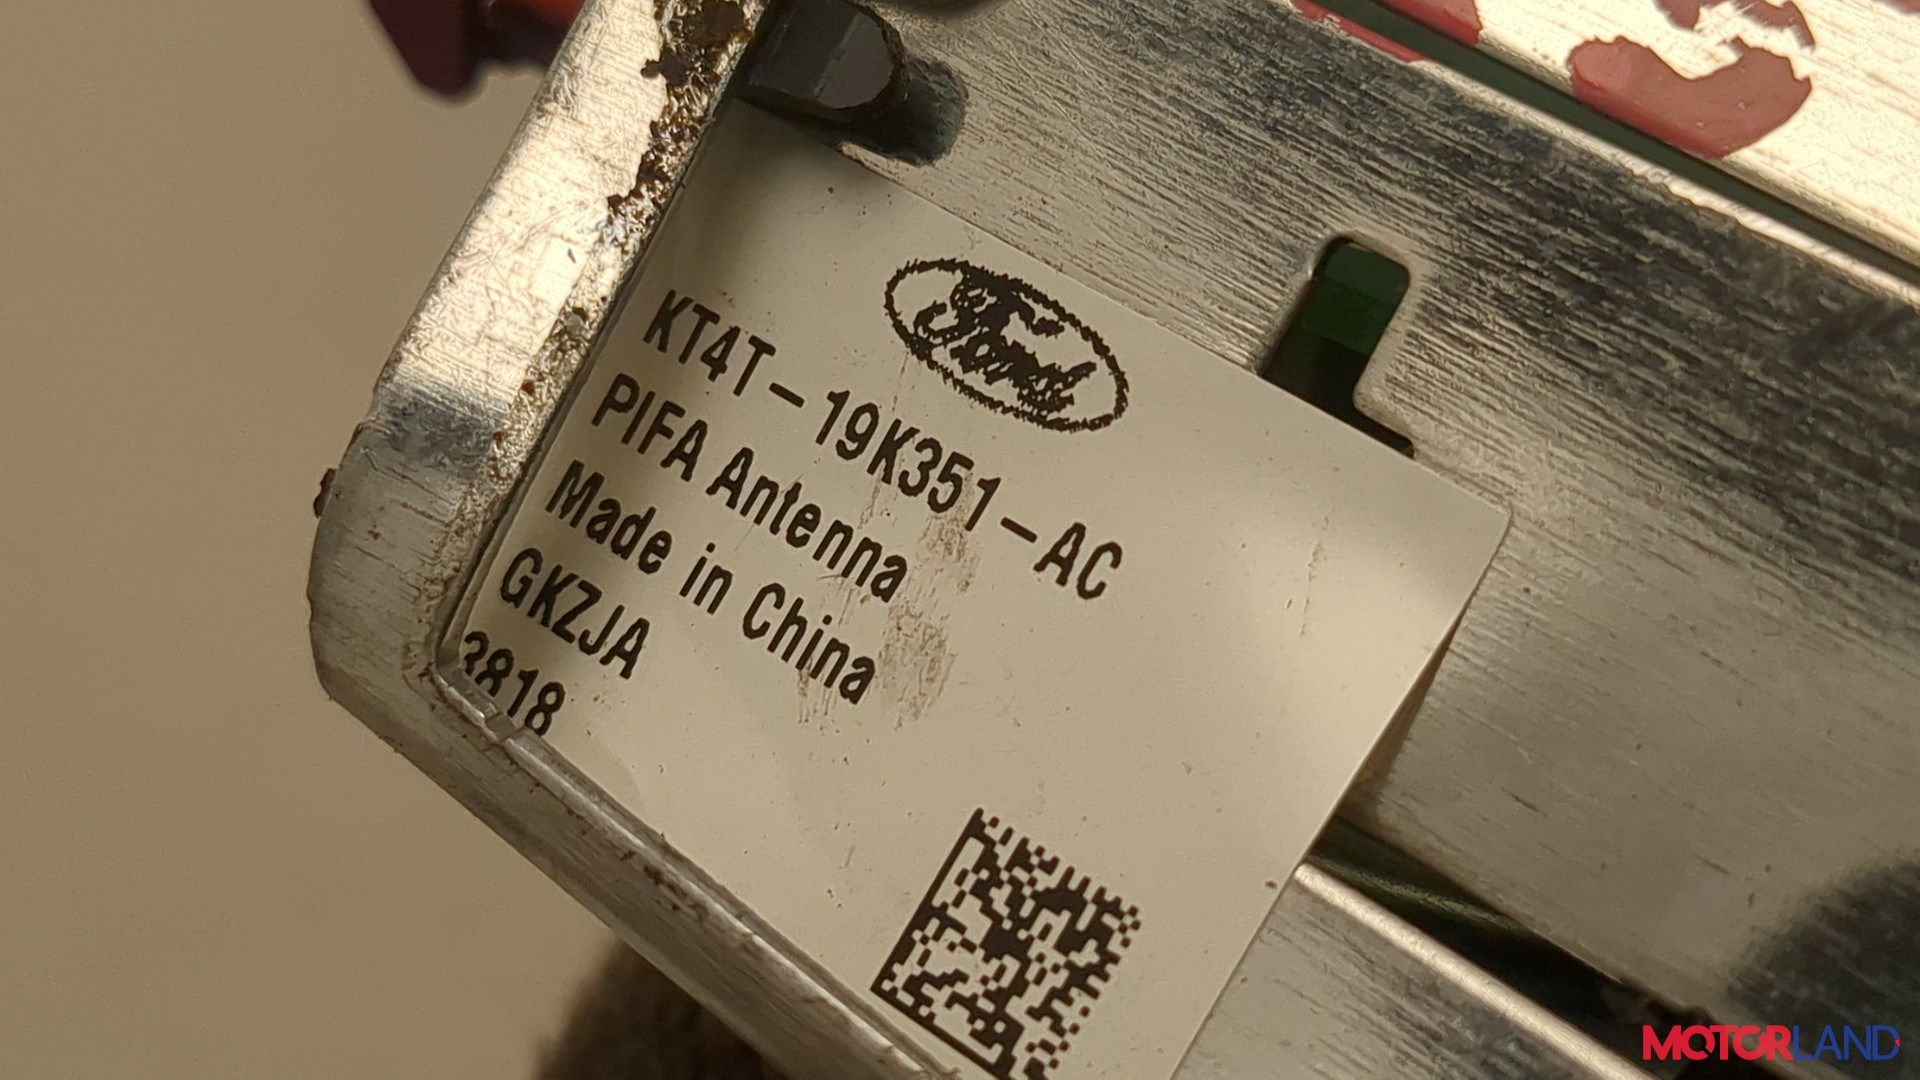 Ford
KT4T-19K351-AC
PIFA Antenna
Made in China
GKZJA
3818
MOTORLAND